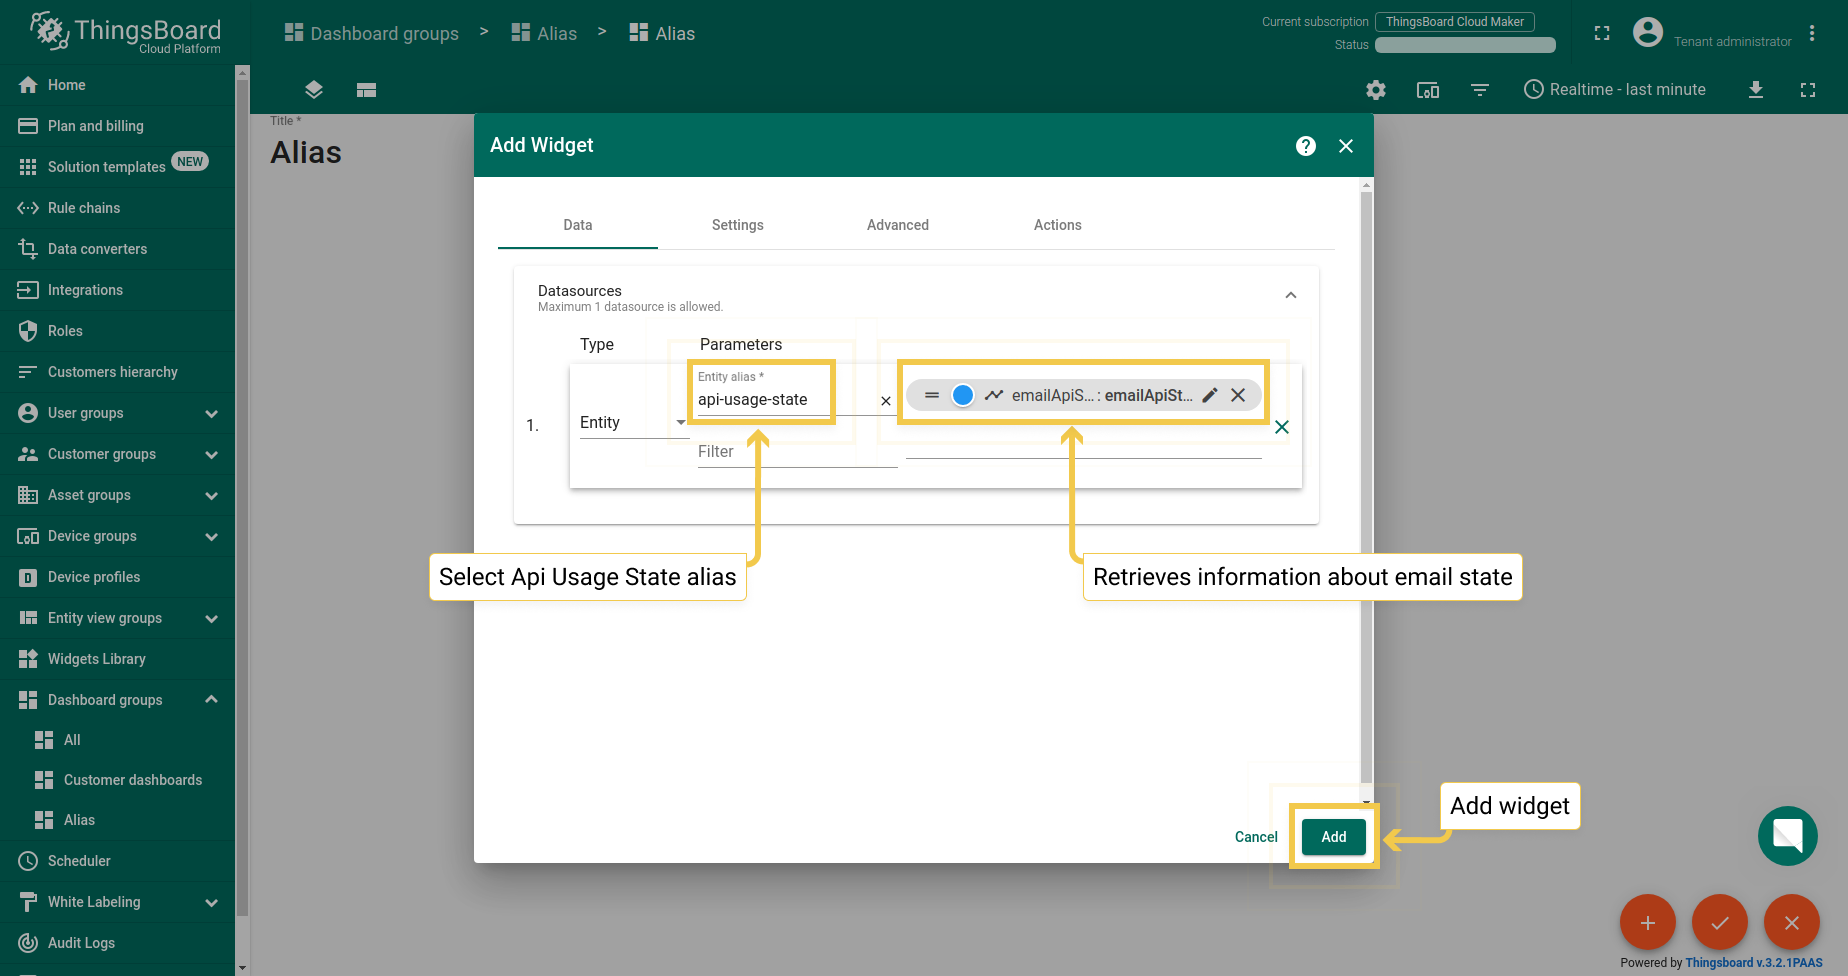 ThingsBoard
Cloud Platform
Dashboard groups > Alias > Alias
Current subscription ThingsBoard Cloud Maker
Status
Tenant administrator
Realtime - last minute
Home
Plan and billing
Solution templates NEW
Rule chains
Data converters
Integrations
Roles
Customers hierarchy
User groups
Customer groups
Asset groups
Device groups
Device profiles
Entity view groups
Widgets Library
Dashboard groups
All
Customer dashboards
Alias
Scheduler
White Labeling
Audit Logs
Title *
Alias
Add Widget
Data Settings Advanced Actions
Datasources
Maximum 1 datasource is allowed.
Type Parameters
1.
Entity
Entity alias *
api-usage-state
Filter
emailApiS... : emailApiSt...
Select Api Usage State alias
Retrieves information about email state
Add widget
Cancel Add
Powered by Thingsboard v.3.2.1PAAS